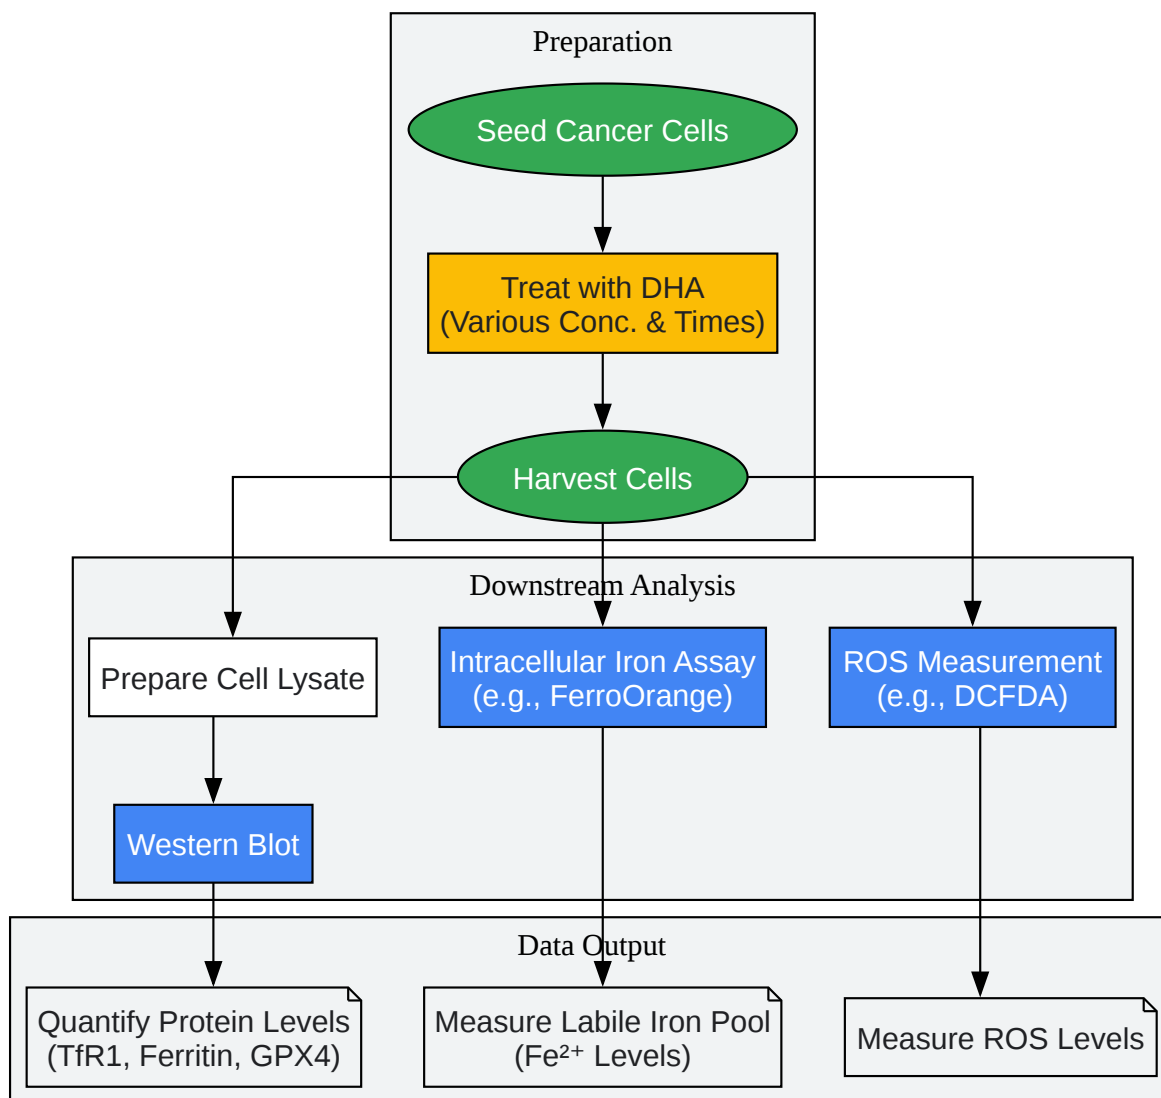 Preparation
Seed Cancer Cells
Treat with DHA
(Various Conc. & Times)
Harvest Cells
Downstream Analysis
Prepare Cell Lysate
Intracellular Iron Assay
(e.g., FerroOrange)
ROS Measurement
(e.g., DCFDA)
Western Blot
Data Output
Quantify Protein Levels
(TfR1, Ferritin, GPX4)
Measure Labile Iron Pool
(Fe²⁺ Levels)
Measure ROS Levels